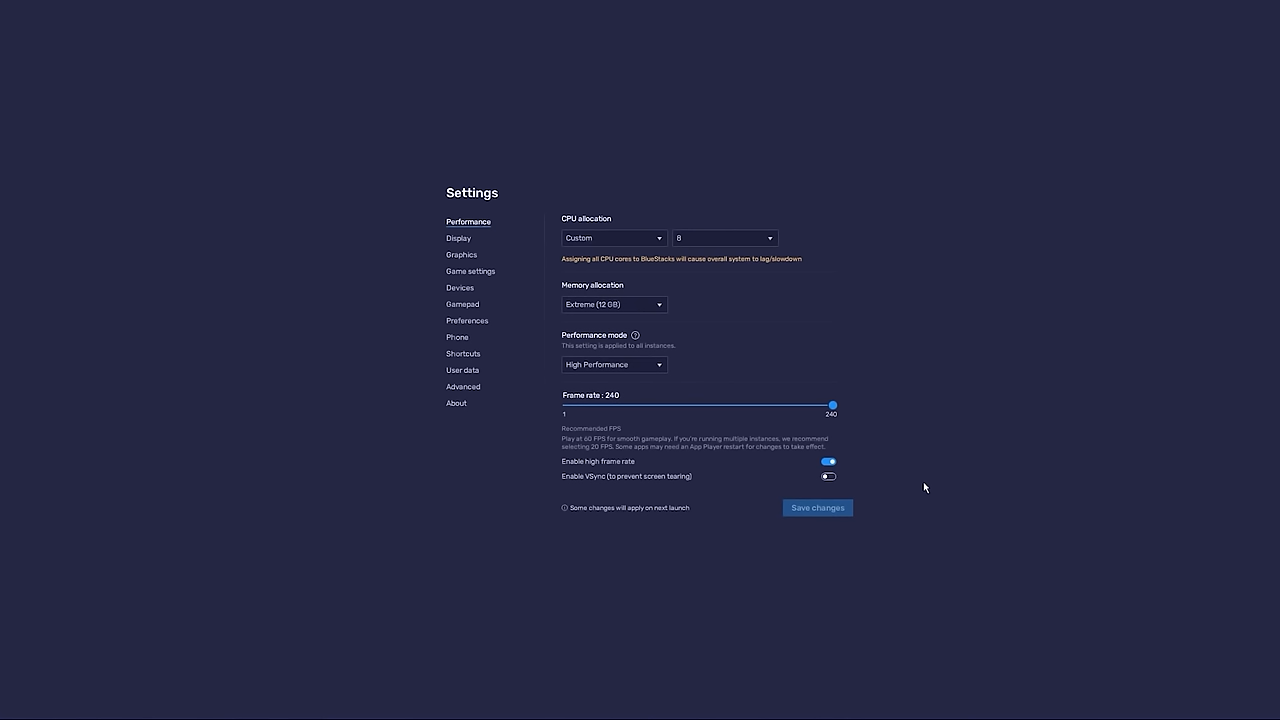 Settings
Performance
Display
Graphics
Game settings
Devices
Gamepad
Preferences
Phone
Shortcuts
User data
Advanced
About
CPU allocation
Custom
8
Assigning all CPU cores to BlueStacks will cause overall system to lag/slowdown
Memory allocation
Extreme (12 GB)
Performance mode ?
This setting is applied to all instances.
High Performance
Frame rate : 240
1
240
Recommended FPS
Play at 60 FPS for smooth gameplay. If you're running multiple instances, we recommend
selecting 20 FPS. Some apps may need an App Player restart for changes to take effect.
Enable high frame rate
Enable VSync (to prevent screen tearing)
Some changes will apply on next launch
Save changes